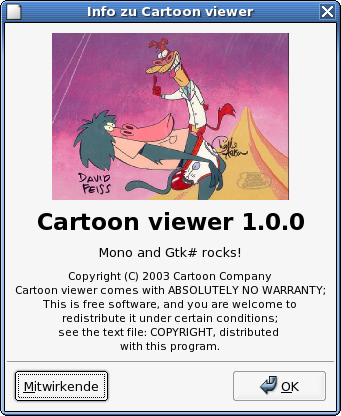 Info zu Cartoon viewer
DAVID
FEISS
Cartoon viewer 1.0.0
Mono and Gtk# rocks!
Copyright (C) 2003 Cartoon Company
Cartoon viewer comes with ABSOLUTELY NO WARRANTY;
This is free software, and you are welcome to
redistribute it under certain conditions;
see the text file: COPYRIGHT, distributed
with this program.
Mitwirkende
OK